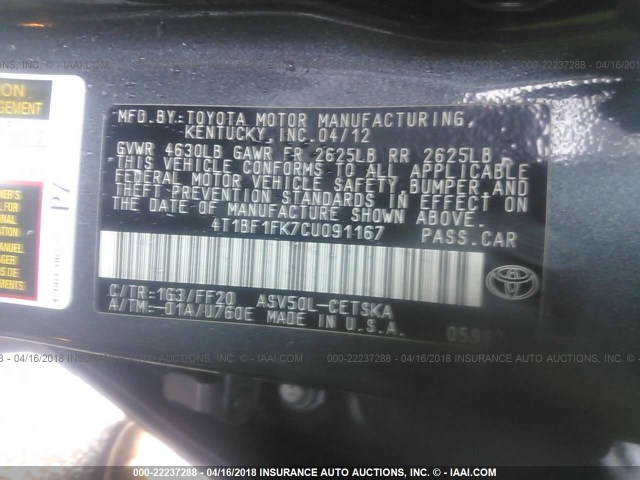 MFD.BY:TOYOTA MOTOR MANUFACTURING,
KENTUCKY,INC.04/12
GVWR 4630LB GAWR FR 2625LB RR 2625LB
THIS VEHICLE CONFORMS TO ALL APPLICABLE
FEDERAL MOTOR VEHICLE SAFETY,BUMPER,AND
THEFT PREVENTION STANDARDS IN EFFECT ON
THE DATE OF MANUFACTURE SHOWN ABOVE.
4T1BF1FK7CU091167 PASS.CAR
C/TR:1G3/FF20 ASV50L-CETSKA
A/TM:-01A/U760E MADE IN U.S.A.
P7
000-22237288 - 04/16/2018 INSURANCE AUTO AUCTIONS - IAAI.COM